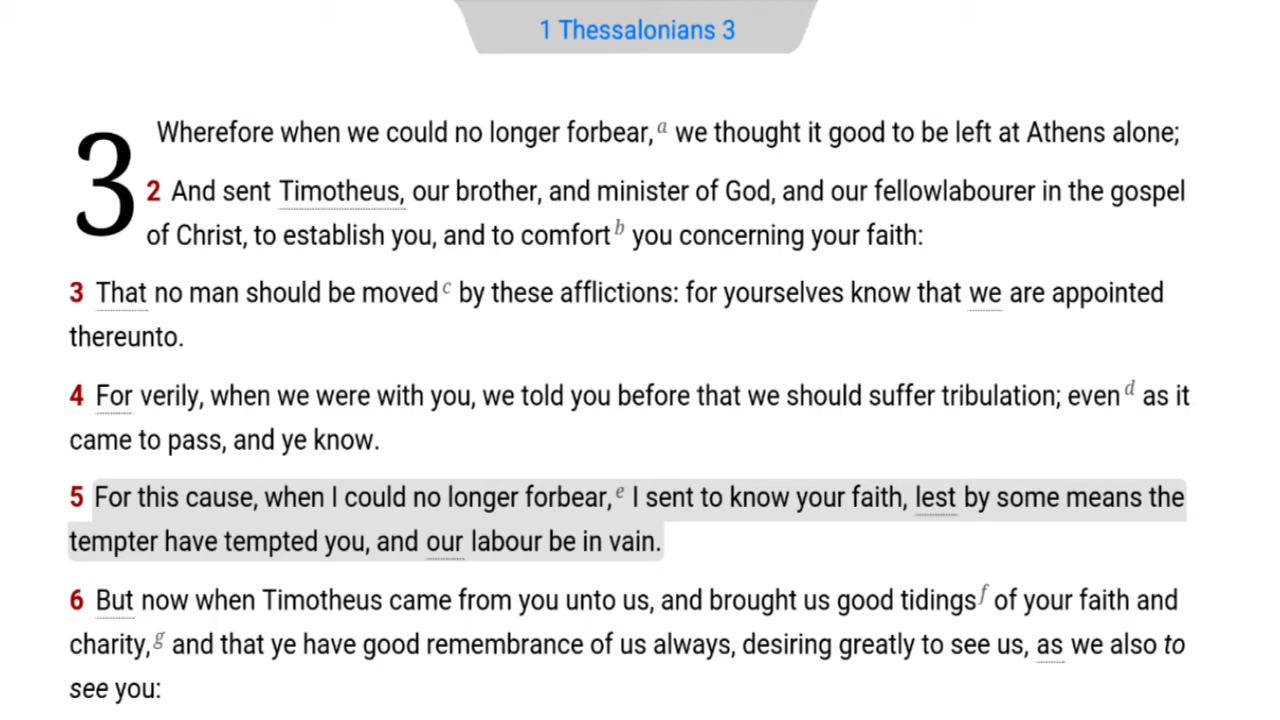 1 Thessalonians 3
3 Wherefore when we could no longer forbear,a we thought it good to be left at Athens alone;
2 And sent Timotheus, our brother, and minister of God, and our fellowlabourer in the gospel
of Christ, to establish you, and to comfort b you concerning your faith:
3 That no man should be moved c by these afflictions: for yourselves know that we are appointed
thereunto.
4 For verily, when we were with you, we told you before that we should suffer tribulation; even d as it
came to pass, and ye know.
5 For this cause, when I could no longer forbear,e I sent to know your faith, lest by some means the
tempter have tempted you, and our labour be in vain.
6 But now when Timotheus came from you unto us, and brought us good tidings f of your faith and
charity,g and that ye have good remembrance of us always, desiring greatly to see us, as we also to
see you: